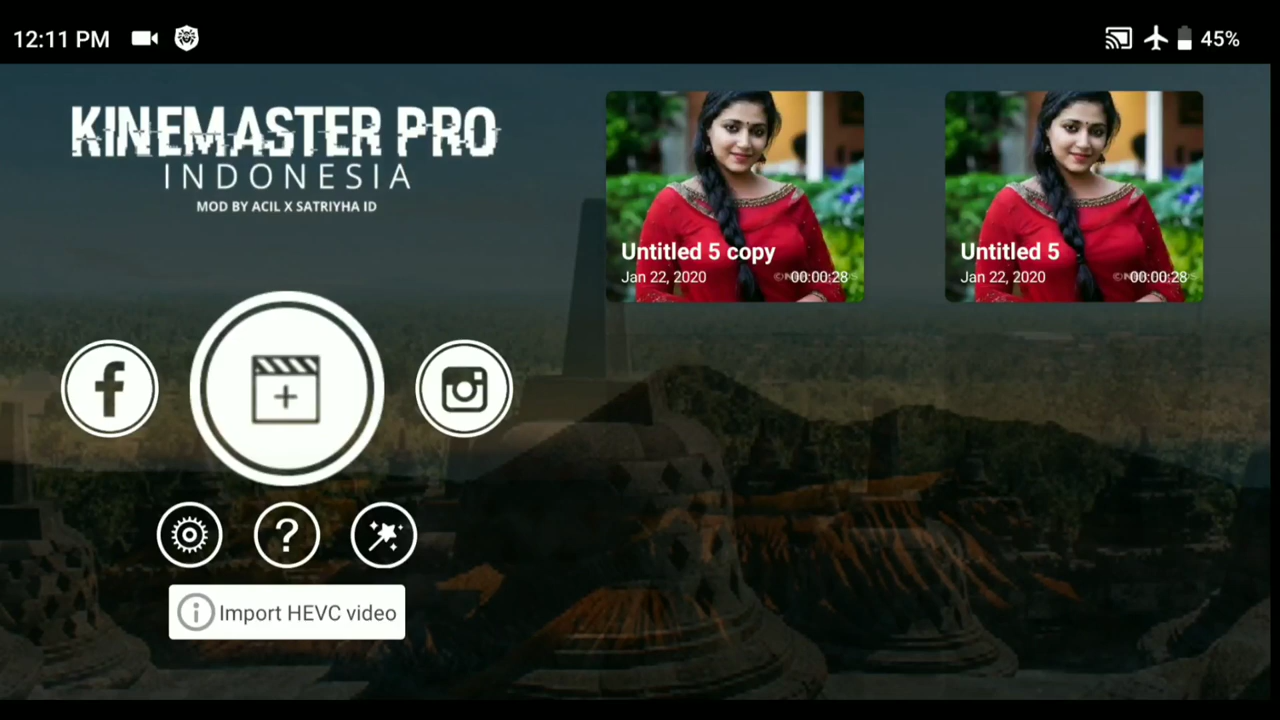 12:11 PM
45%
KINEMASTER PRO
INDONESIA
MOD BY ACIL X SATRIYHA ID
Untitled 5 copy
Jan 22, 2020
00:00:28
Untitled 5
Jan 22, 2020
00:00:28
Import HEVC video